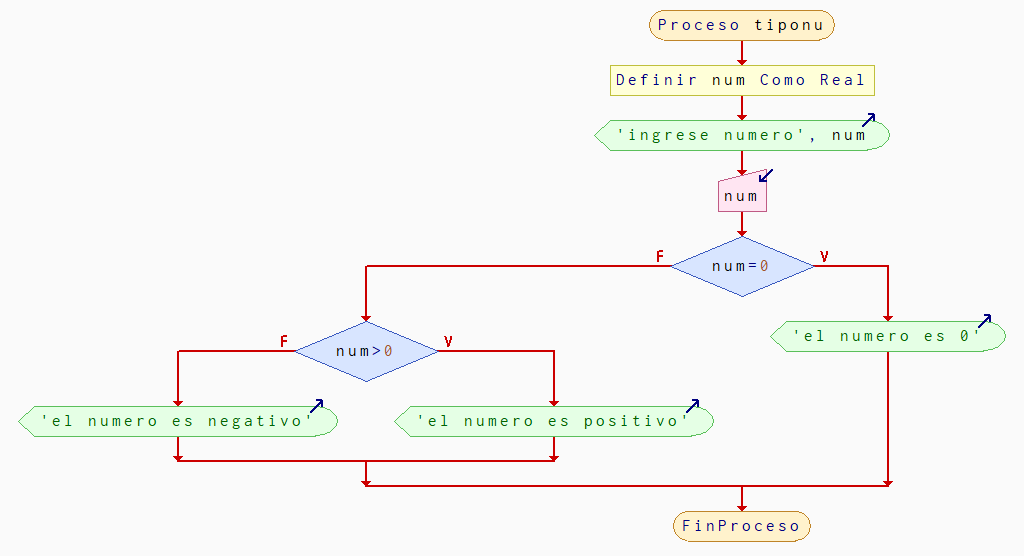 Proceso tiponu
Definir num Como Real
'ingrese numero', num
num
num=0
F
V
num>0
F
V
'el numero es 0'
'el numero es negativo'
'el numero es positivo'
FinProceso